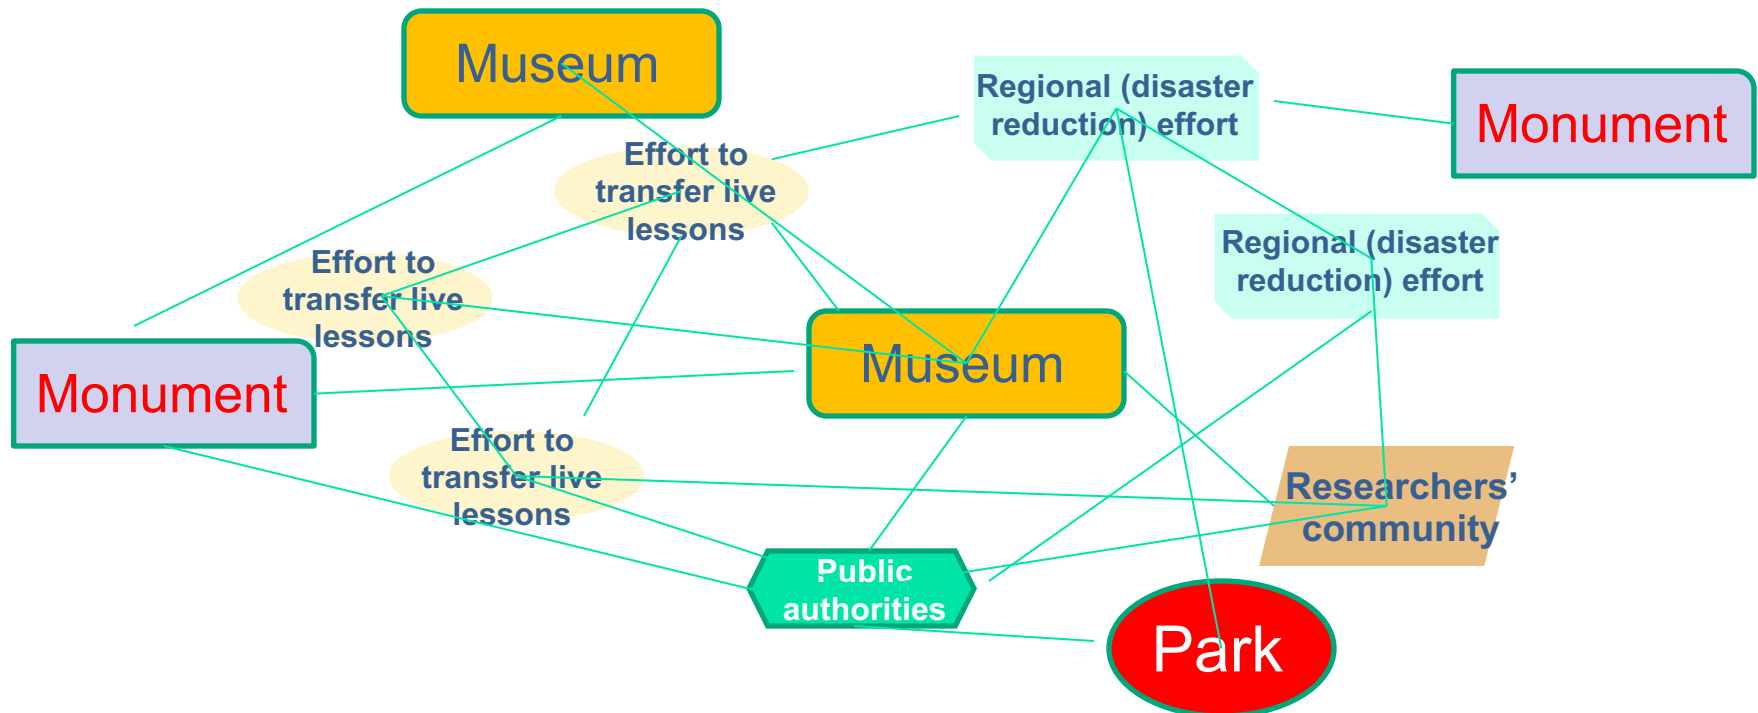 Museum
Regional (disaster
reduction) effort
Monument
Effort to
transfer live
lessons
Regional (disaster
reduction) effort
Effort to
transfer live
lessons
Museum
Monument
Effort to
transfer live
lessons
Researchers’
community
Public
authorities
Park